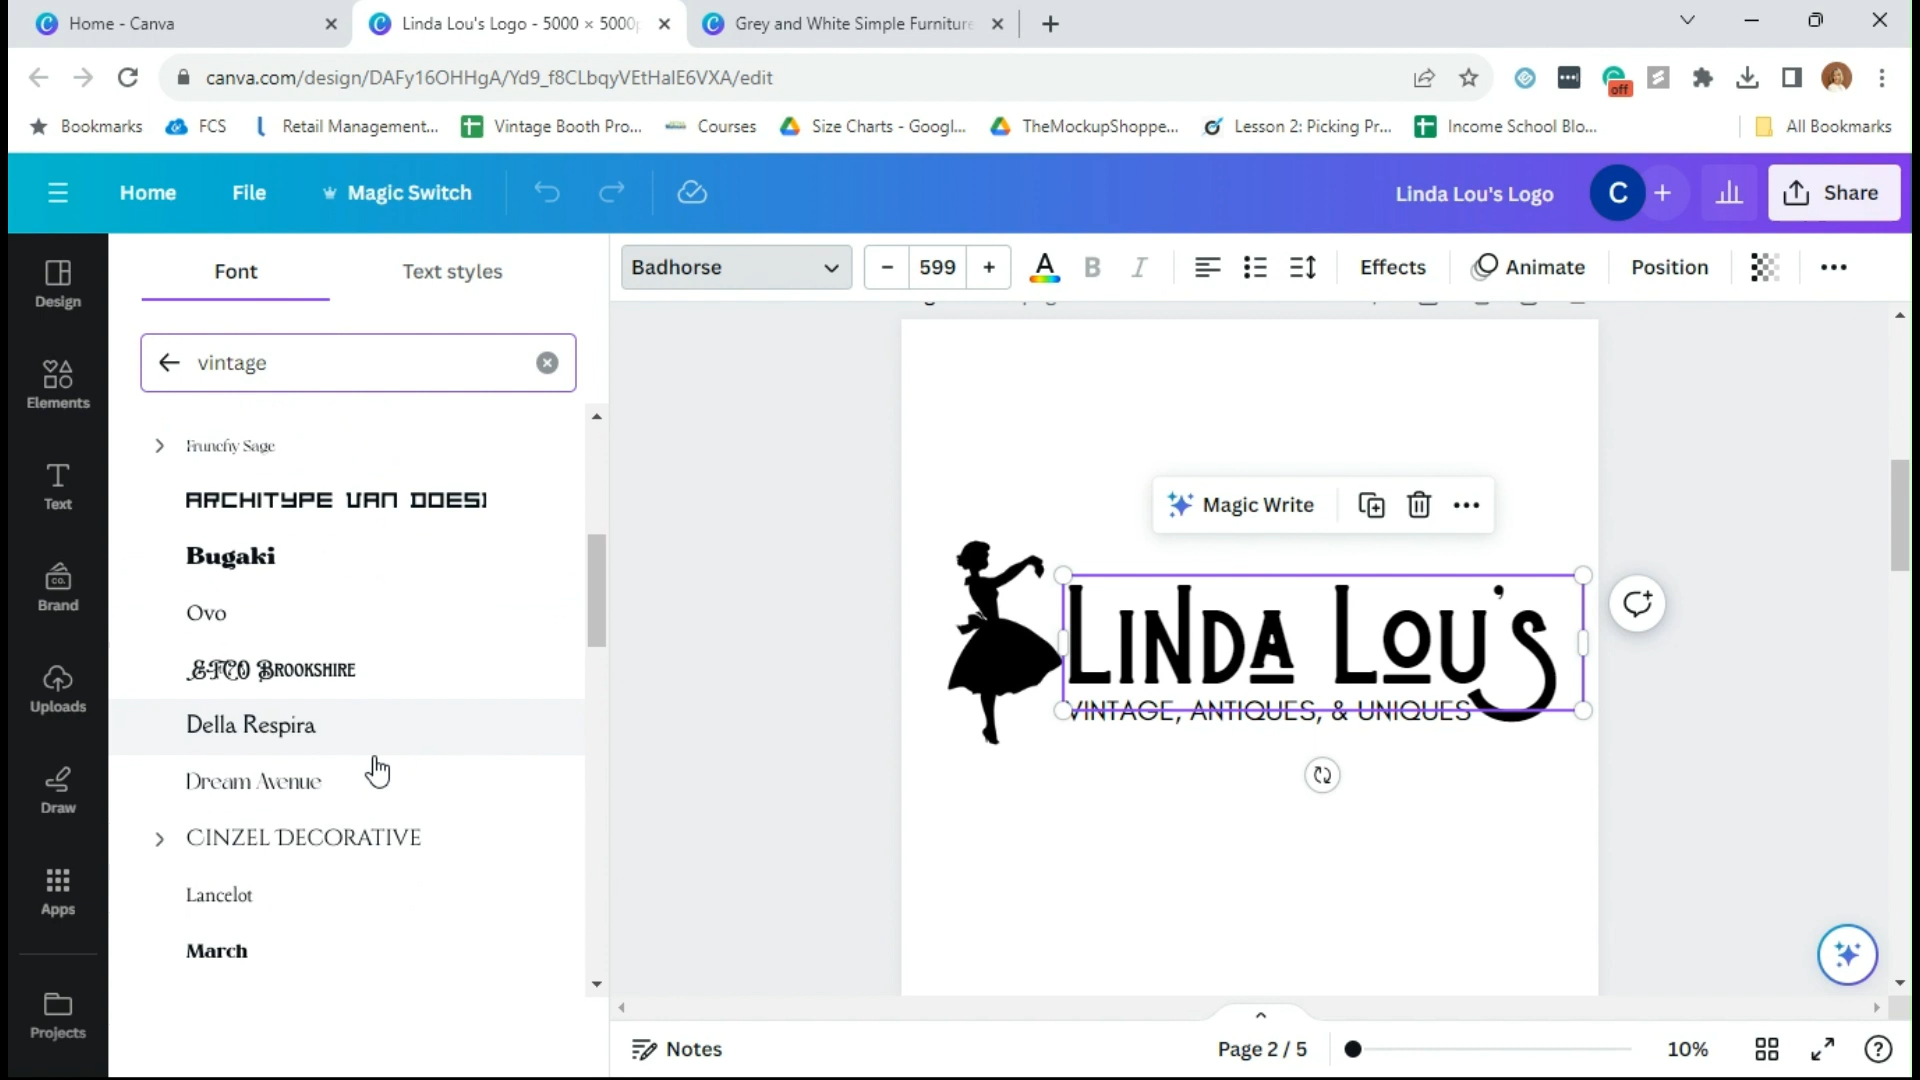 Home - Canva
Linda Lou's Logo - 5000 × 5000
Grey and White Simple Furniture
canva.com/design/DAFy16OHHgA/Yd9_f8CLbqyVEtHalE6VXA/edit
off
Bookmarks
FCS
Retail Management...
Vintage Booth Pro...
Courses
Size Charts - Googl...
TheMockupShoppe...
Lesson 2: Picking Pr...
Income School Blo...
All Bookmarks
Home
File
Magic Switch
Linda Lou's Logo
C
Share
Design
Elements
Text
Brand
Uploads
Draw
Apps
Projects
Font
Text styles
vintage
Frunchy Sage
ARCHITYPE VAN DOES
Bugaki
Ovo
EFCO BROOKSHIRE
Della Respira
Dream Avenue
CINZEL DECORATIVE
Lancelot
March
Badhorse
599
Effects
Animate
Position
Magic Write
LINDA LOU'S
VINTAGE, ANTIQUES, & UNIQUES
Notes
Page 2 / 5
10%